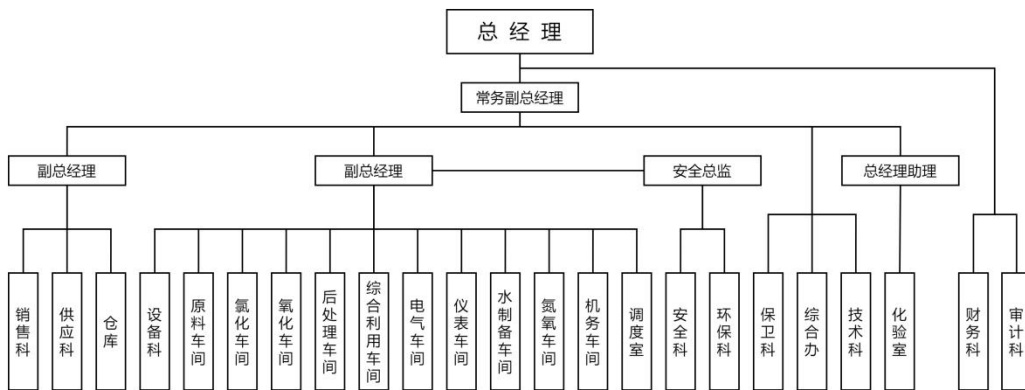 总经理
常务副总经理
副总经理
副总经理
安全总监
总经理助理
销售科
供应科
仓库
设备科
原料车间
氯化车间
氧化车间
后处理车间
综合利用车间
电气车间
仪表车间
水制备车间
氮氧车间
机务车间
调度室
安全科
环保科
保卫科
综合办
技术科
化验室
财务科
审计科